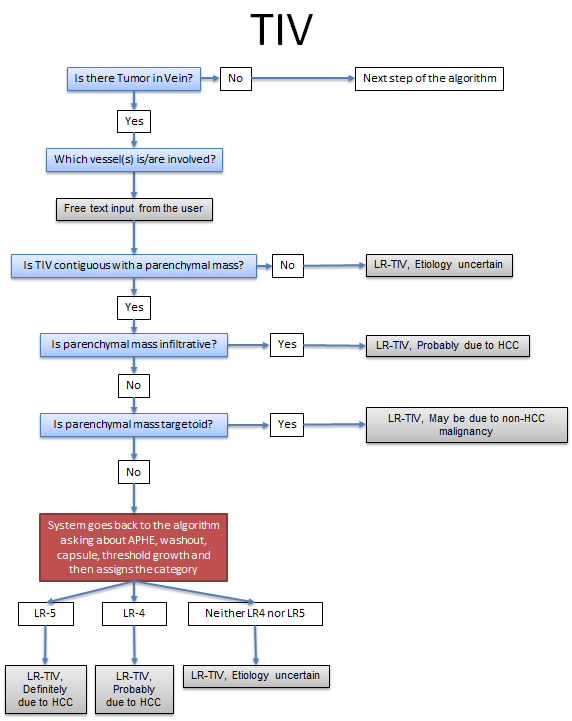 TIV
Is there Tumor in Vein?
No
Next step of the algorithm
Yes
Which vessel(s) is/are involved?
Free text input from the user
Is TIV contiguous with a parenchymal mass?
No
LR-TIV, Etiology uncertain
Yes
Is parenchymal mass infiltrative?
Yes
LR-TIV, Probably due to HCC
No
Is parenchymal mass targetoid?
Yes
LR-TIV, May be due to non-HCC
malignancy
No
System goes back to the algorithm
asking about APHE, washout,
capsule, threshold growth and
then assigns the category
LR-5
LR-4
Neither LR4 nor LR5
LR-TIV,
Definitely
due to HCC
LR-TIV,
Probably
due to HCC
LR-TIV, Etiology uncertain